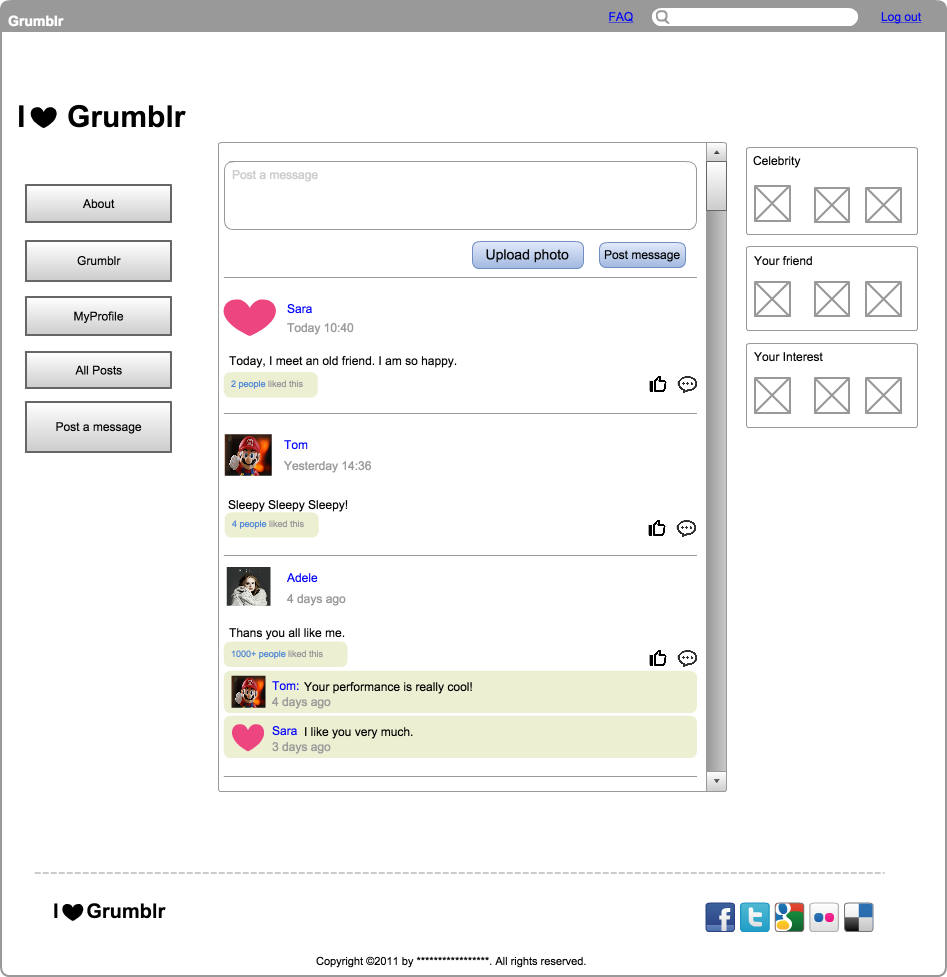 Grumblr
FAQ
Log out
I Grumblr
About
Grumblr
MyProfile
All Posts
Post a message
Post a message
Upload photo
Post message
Sara
Today 10:40
Today, I meet an old friend. I am so happy.
2 people liked this
Tom
Yesterday 14:36
Sleepy Sleepy Sleepy!
4 people liked this
Adele
4 days ago
Thans you all like me.
1000+ people liked this
Tom: Your performance is really cool!
4 days ago
Sara I like you very much.
3 days ago
Celebrity
Your friend
Your Interest
I Grumblr
Copyright ©2011 by *****************. All rights reserved.